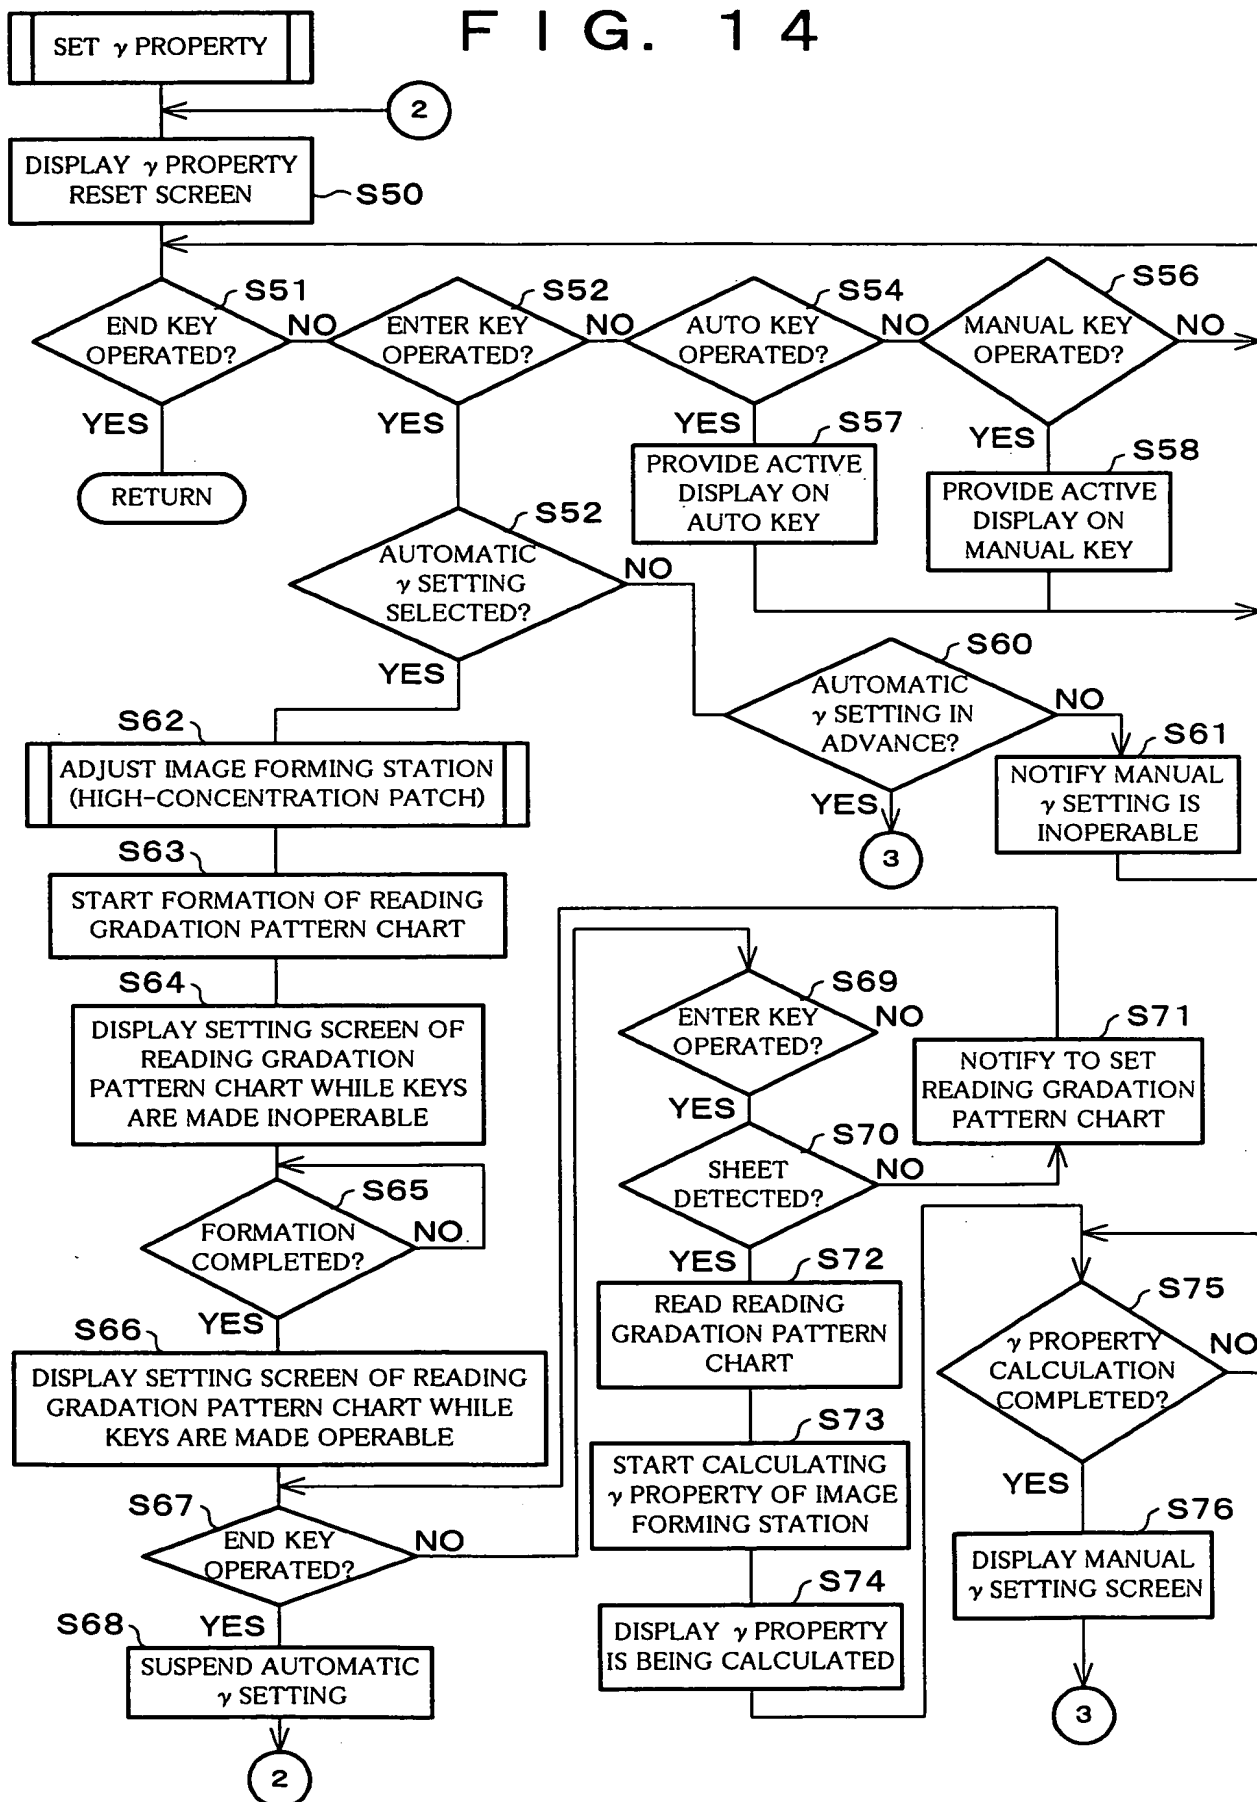 FIG. 14
SET γ PROPERTY
2
DISPLAY γ PROPERTY
RESET SCREEN
S50
S51
END KEY
OPERATED?
NO
YES
RETURN
S52
ENTER KEY
OPERATED?
NO
YES
S54
AUTO KEY
OPERATED?
NO
YES
S56
MANUAL KEY
OPERATED?
NO
YES
S57
PROVIDE ACTIVE
DISPLAY ON
AUTO KEY
S58
PROVIDE ACTIVE
DISPLAY ON
MANUAL KEY
S52
AUTOMATIC
γ SETTING
SELECTED?
NO
YES
S60
AUTOMATIC
γ SETTING IN
ADVANCE?
NO
YES
3
S61
NOTIFY MANUAL
γ SETTING IS
INOPERABLE
S62
ADJUST IMAGE FORMING STATION
(HIGH-CONCENTRATION PATCH)
S63
START FORMATION OF READING
GRADATION PATTERN CHART
S64
DISPLAY SETTING SCREEN OF
READING GRADATION
PATTERN CHART WHILE KEYS
ARE MADE INOPERABLE
S65
FORMATION
COMPLETED?
NO
YES
S66
DISPLAY SETTING SCREEN OF READING
GRADATION PATTERN CHART WHILE
KEYS ARE MADE OPERABLE
S67
END KEY
OPERATED?
NO
YES
S68
SUSPEND AUTOMATIC
γ SETTING
2
S69
ENTER KEY
OPERATED?
NO
YES
S70
SHEET
DETECTED?
NO
YES
S71
NOTIFY TO SET
READING GRADATION
PATTERN CHART
S72
READ READING
GRADATION PATTERN
CHART
S73
START CALCULATING
γ PROPERTY OF IMAGE
FORMING STATION
S74
DISPLAY γ PROPERTY
IS BEING CALCULATED
S75
γ PROPERTY
CALCULATION
COMPLETED?
NO
YES
S76
DISPLAY MANUAL
γ SETTING SCREEN
3